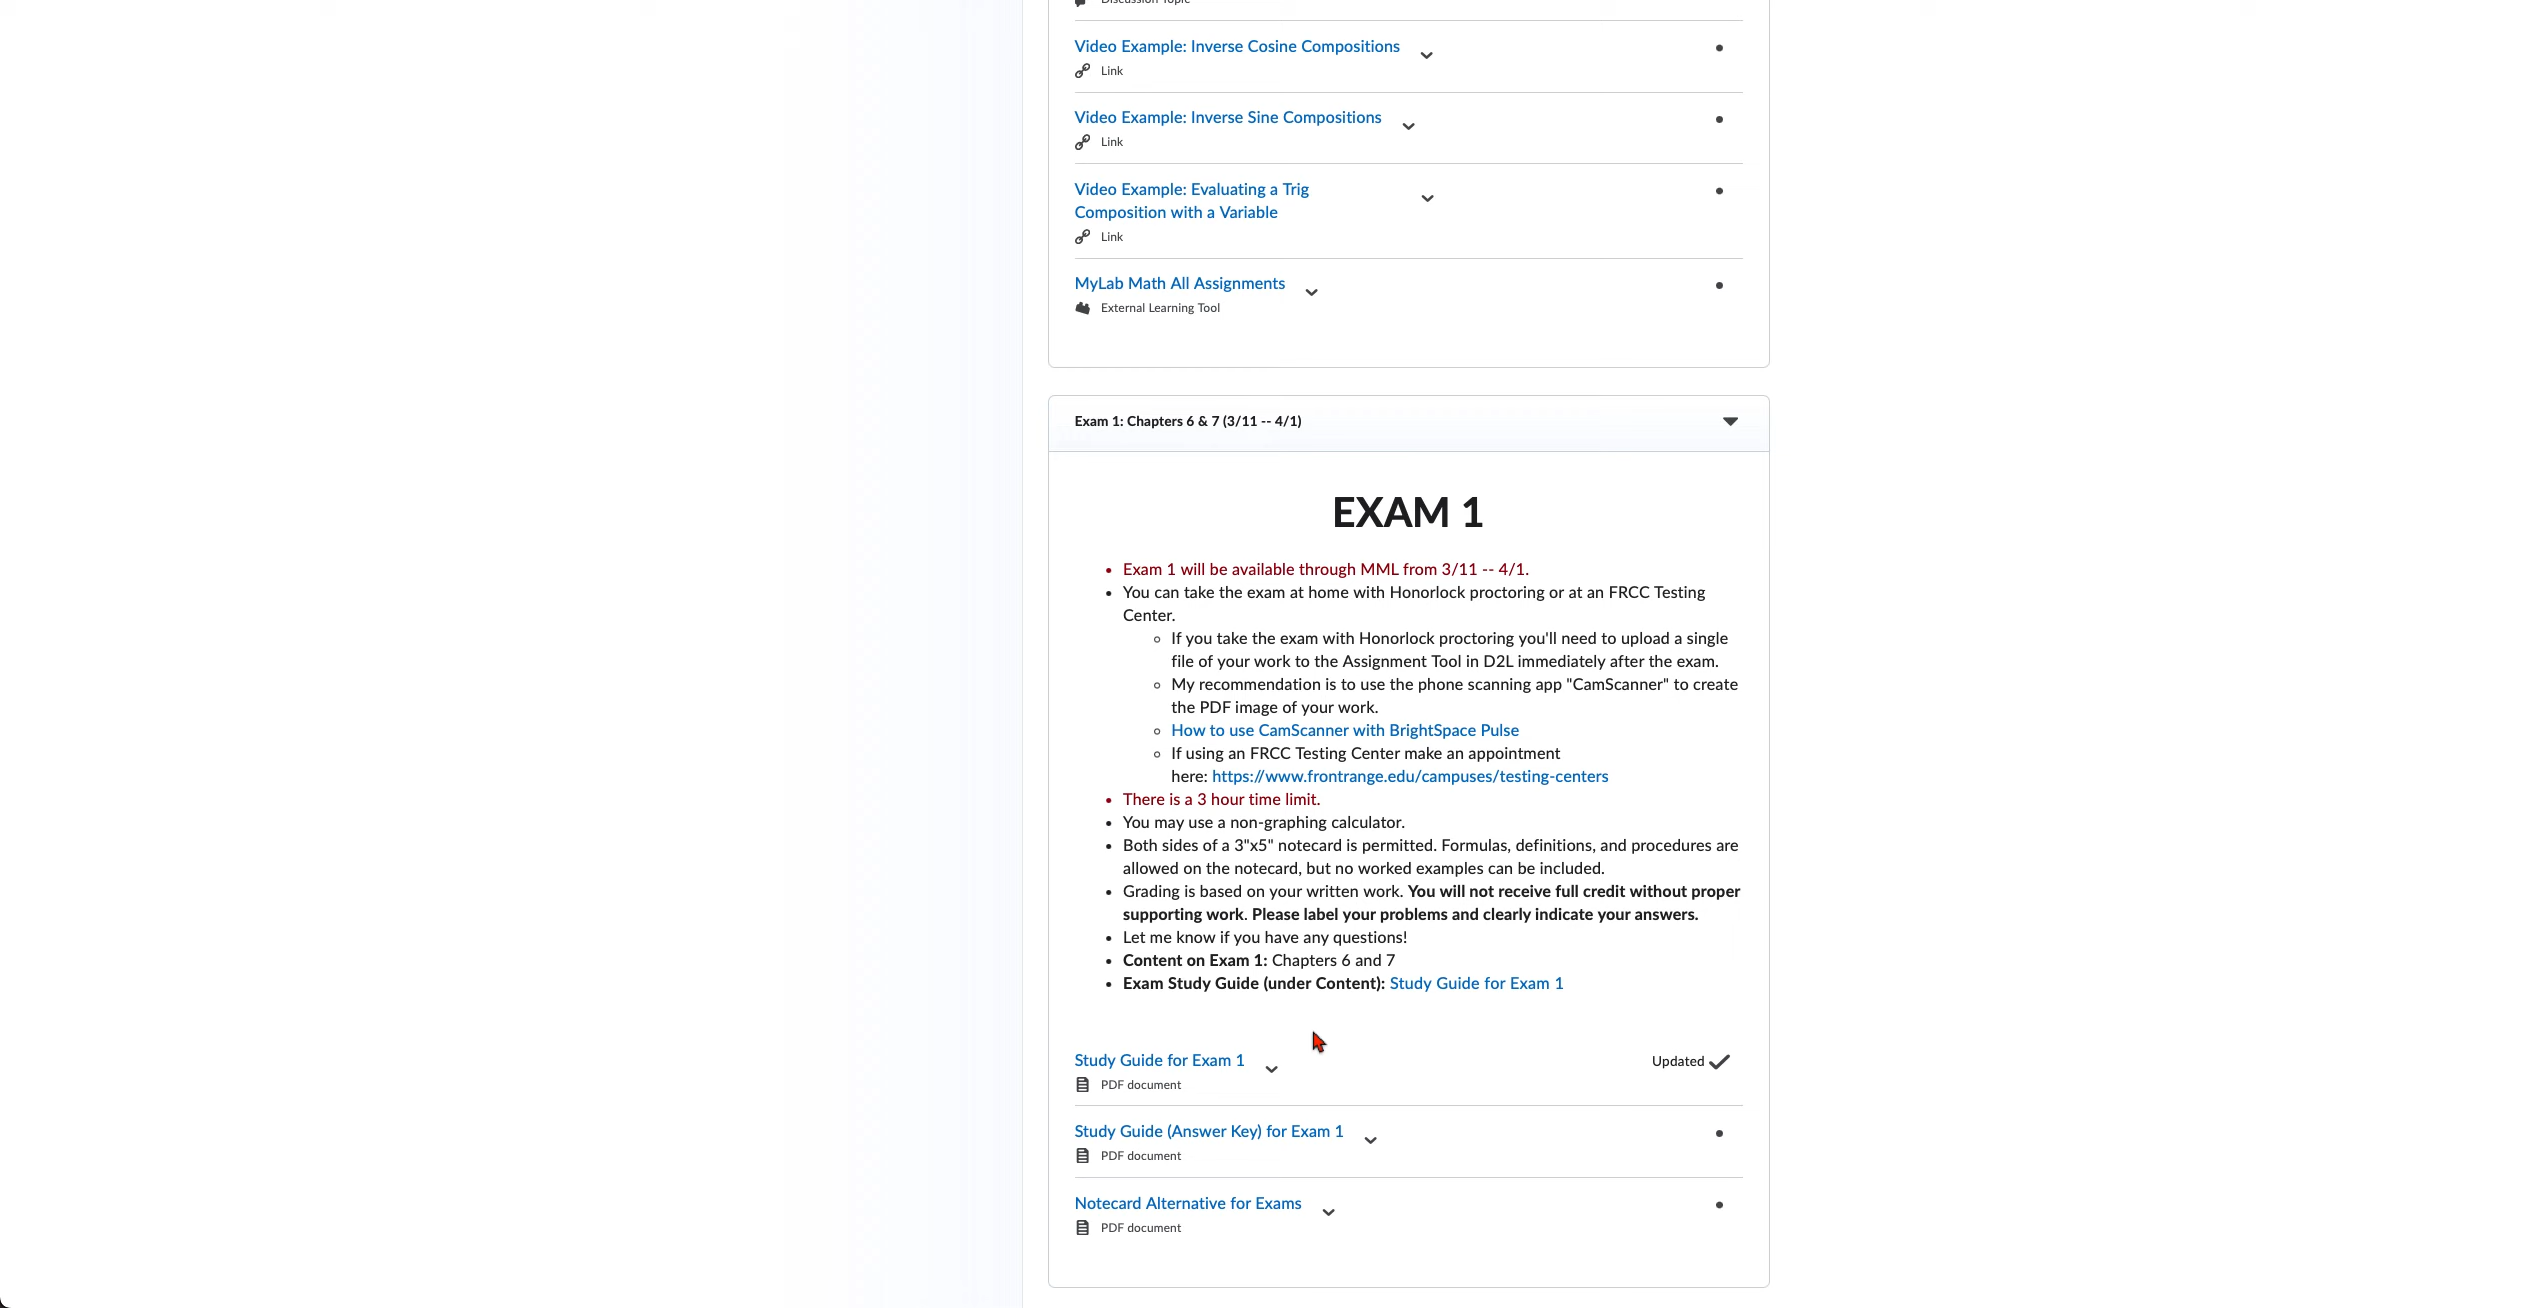 Discussion Topic
Video Example: Inverse Cosine Compositions
Link
Video Example: Inverse Sine Compositions
Link
Video Example: Evaluating a Trig
Composition with a Variable
Link
MyLab Math All Assignments
External Learning Tool
Exam 1: Chapters 6 & 7 (3/11 -- 4/1)
EXAM 1
Exam 1 will be available through MML from 3/11 -- 4/1.
You can take the exam at home with Honorlock proctoring or at an FRCC Testing
Center.
If you take the exam with Honorlock proctoring you'll need to upload a single
file of your work to the Assignment Tool in D2L immediately after the exam.
My recommendation is to use the phone scanning app "CamScanner" to create
the PDF image of your work.
How to use CamScanner with BrightSpace Pulse
If using an FRCC Testing Center make an appointment
here: https://www.frontrange.edu/campuses/testing-centers
There is a 3 hour time limit.
You may use a non-graphing calculator.
Both sides of a 3"x5" notecard is permitted. Formulas, definitions, and procedures are
allowed on the notecard, but no worked examples can be included.
Grading is based on your written work. You will not receive full credit without proper
supporting work. Please label your problems and clearly indicate your answers.
Let me know if you have any questions!
Content on Exam 1: Chapters 6 and 7
Exam Study Guide (under Content): Study Guide for Exam 1
Study Guide for Exam 1
Updated
PDF document
Study Guide (Answer Key) for Exam 1
PDF document
Notecard Alternative for Exams
PDF document